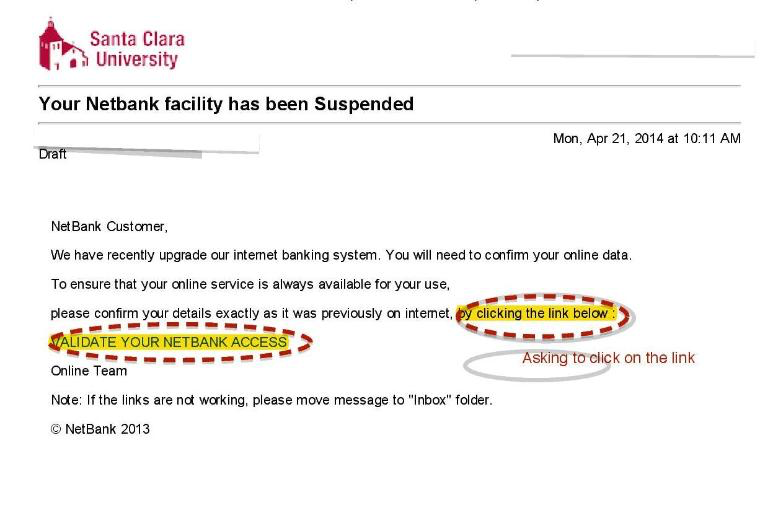 Santa Clara
University
Your Netbank facility has been Suspended
Mon, Apr 21, 2014 at 10:11 AM
Draft
NetBank Customer,
We have recently upgrade our internet banking system. You will need to confirm your online data.
To ensure that your online service is always available for your use,
please confirm your details exactly as it was previously on internet, by clicking the link below :
VALIDATE YOUR NETBANK ACCESS
Asking to click on the link
Online Team
Note: If the links are not working, please move message to "Inbox" folder.
© NetBank 2013